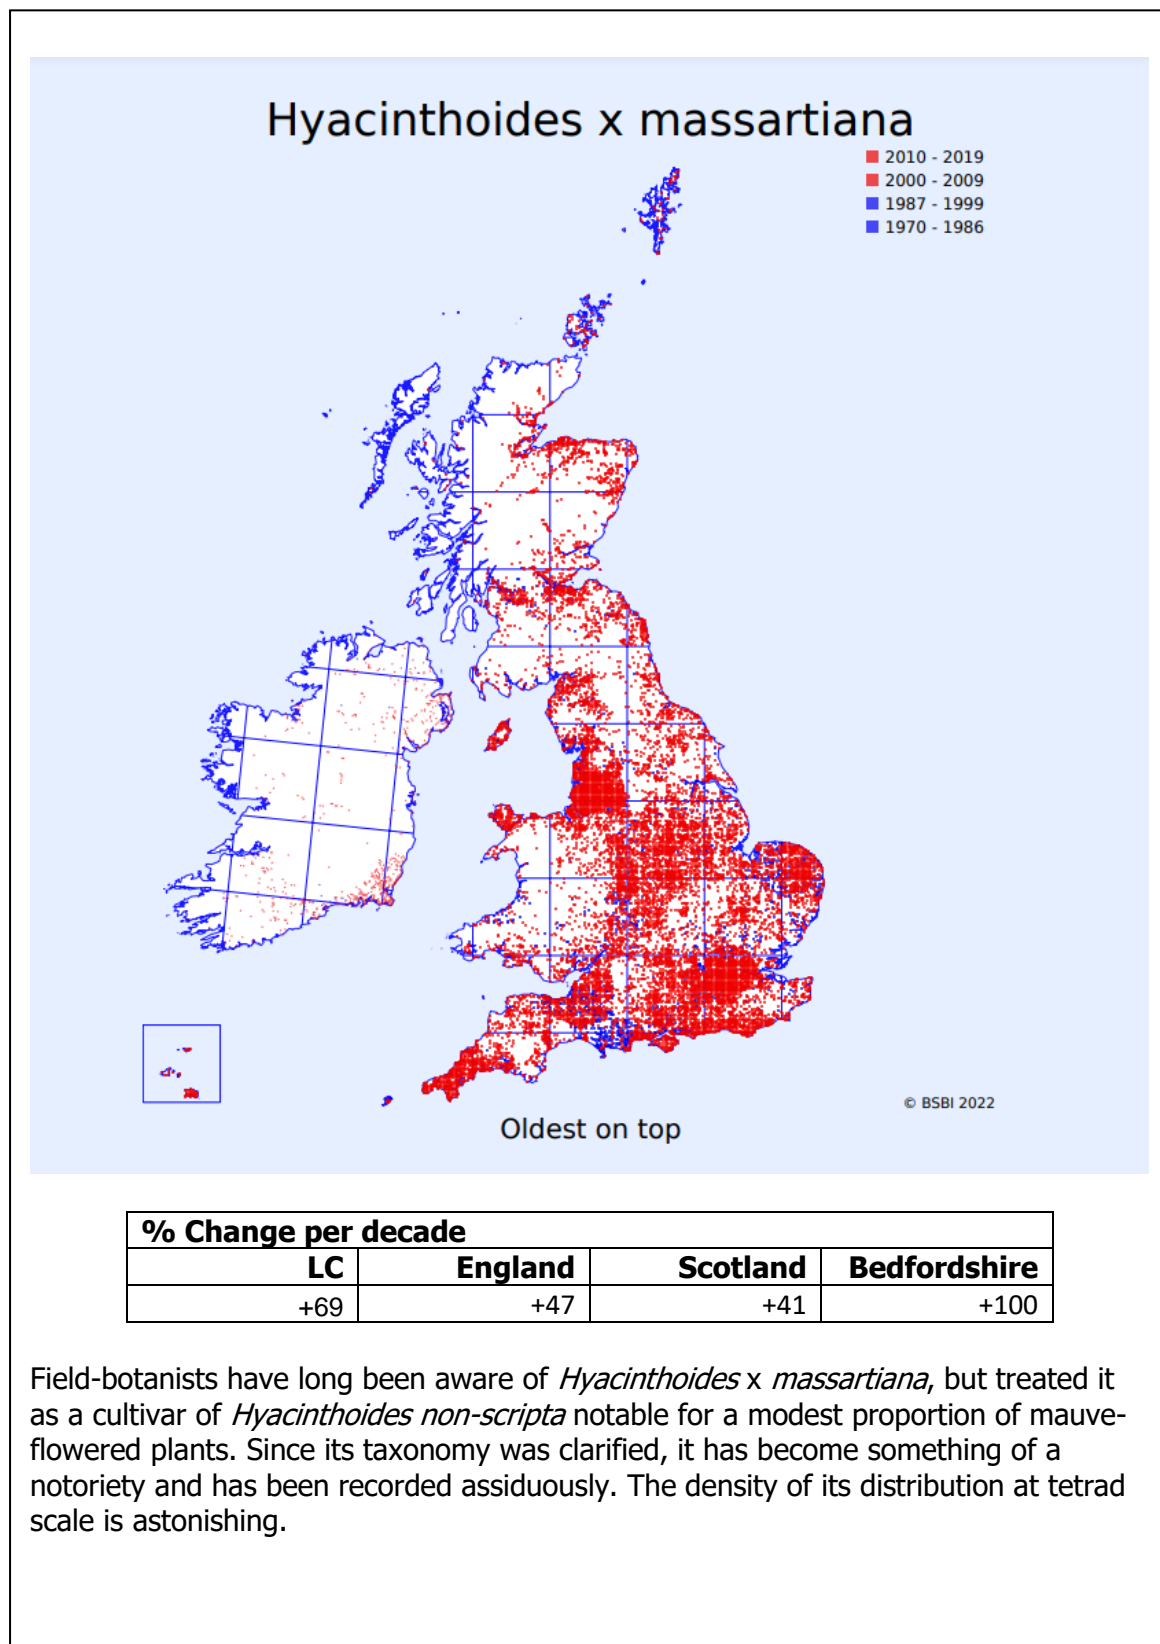 Hyacinthoides x massartiana
2010 - 2019
2000 - 2009
1987 - 1999
1970 - 1986
© BSBI 2022
Oldest on top
% Change per decade
LC England Scotland Bedfordshire
+69 +47 +41 +100
Field-botanists have long been aware of Hyacinthoides x massartiana, but treated it
as a cultivar of Hyacinthoides non-scripta notable for a modest proportion of mauve-
flowered plants. Since its taxonomy was clarified, it has become something of a
notoriety and has been recorded assiduously. The density of its distribution at tetrad
scale is astonishing.